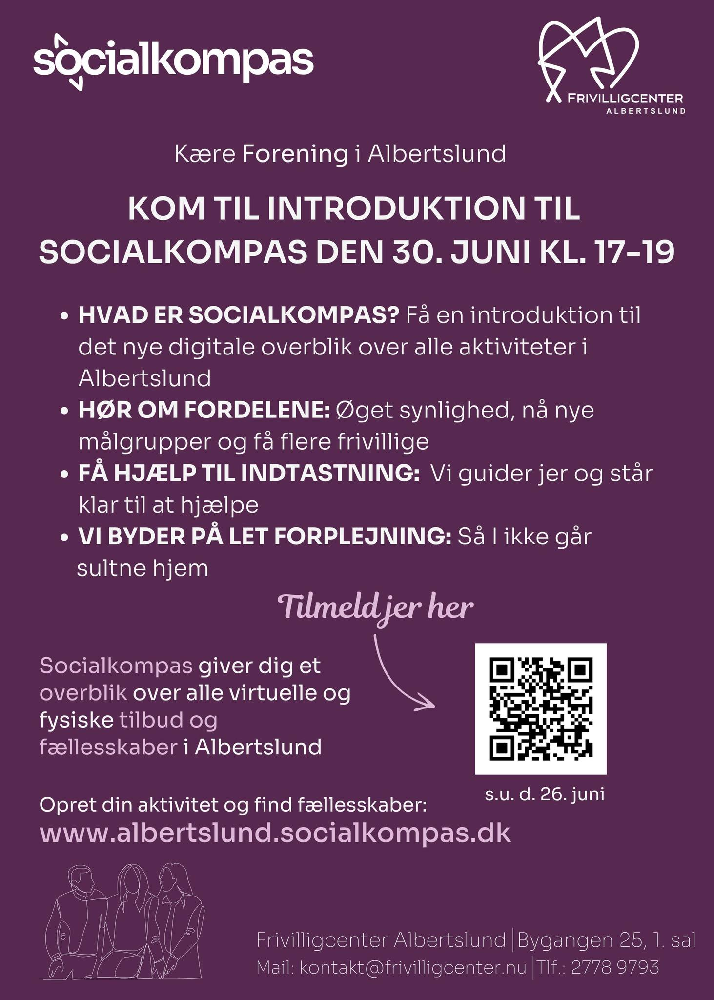 socialkompas
FRIVILLIGCENTER
ALBERTSLUND
Kære Forening i Albertslund
KOM TIL INTRODUKTION TIL
SOCIALKOMPAS DEN 30. JUNI KL. 17-19
• HVAD ER SOCIALKOMPAS? Få en introduktion til
det nye digitale overblik over alle aktiviteter i
Albertslund
• HØR OM FORDELENE: Øget synlighed, nå nye
målgrupper og få flere frivillige
• FÅ HJÆLP TIL INDTASTNING: Vi guider jer og står
klar til at hjælpe
• VI BYDER PÅ LET FORPLEJNING: Så I ikke går
sultne hjem
Tilmeld jer her
Socialkompas giver dig et
overblik over alle virtuelle og
fysiske tilbud og
fællesskaber i Albertslund
s.u. d. 26. juni
Opret din aktivitet og find fællesskaber:
www.albertslund.socialkompas.dk
Frivilligcenter Albertslund|Bygangen 25, 1. sal
Mail: kontakt@frivilligcenter.nu|Tlf.: 2778 9793